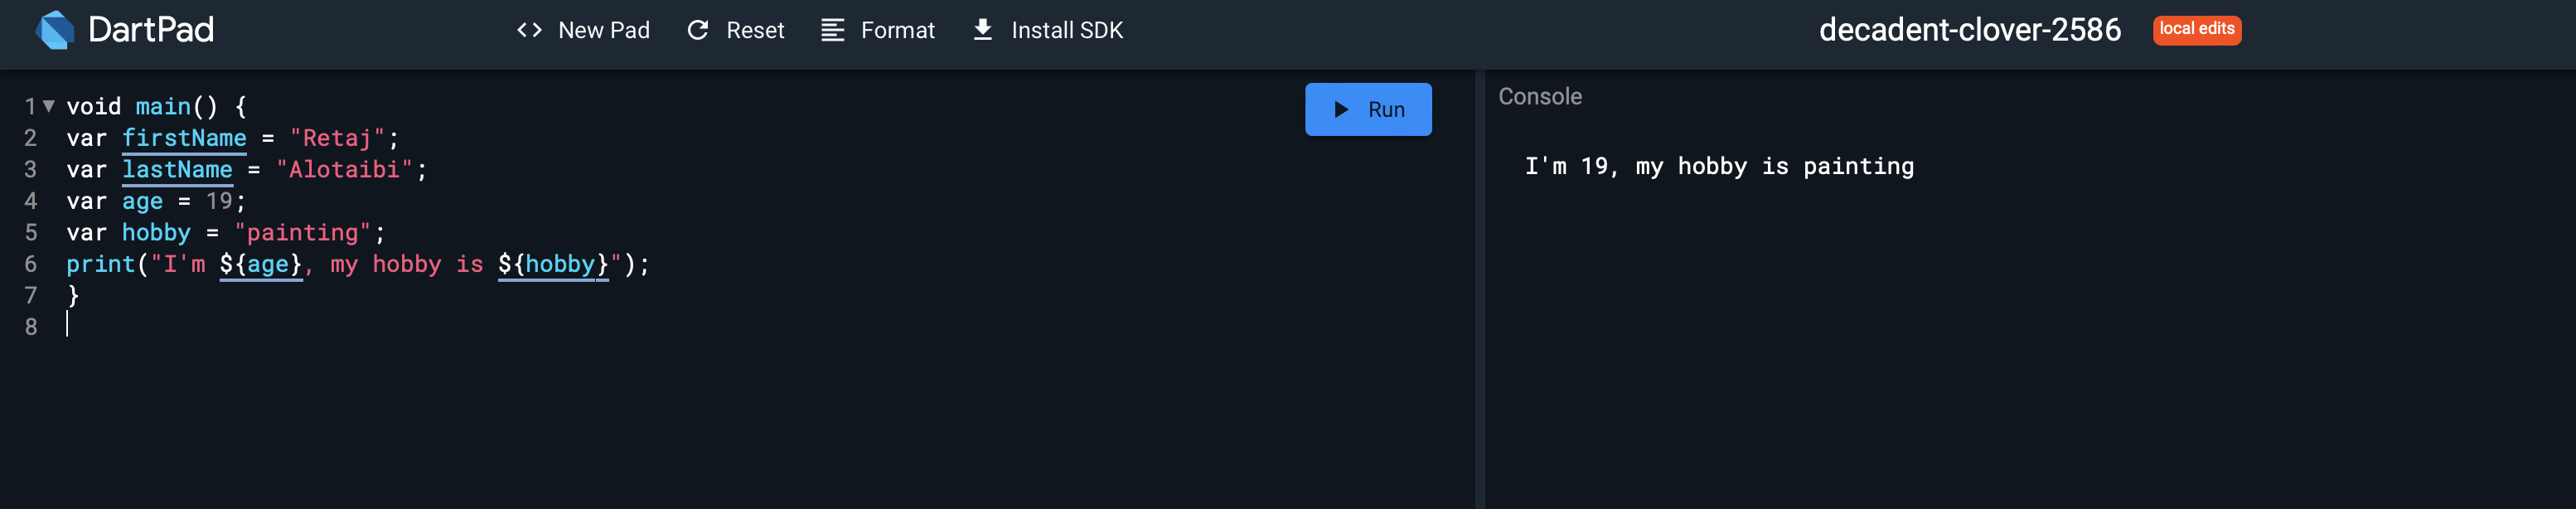 DartPad
<> New Pad Reset Format Install SDK decadent-clover-2586 local edits
1 void main() {
2 var firstName = "Retaj";
3 var lastName = "Alotaibi";
4 var age = 19;
5 var hobby = "painting";
6 print("I'm ${age}, my hobby is ${hobby}");
7 }
8
Run
Console
I'm 19, my hobby is painting